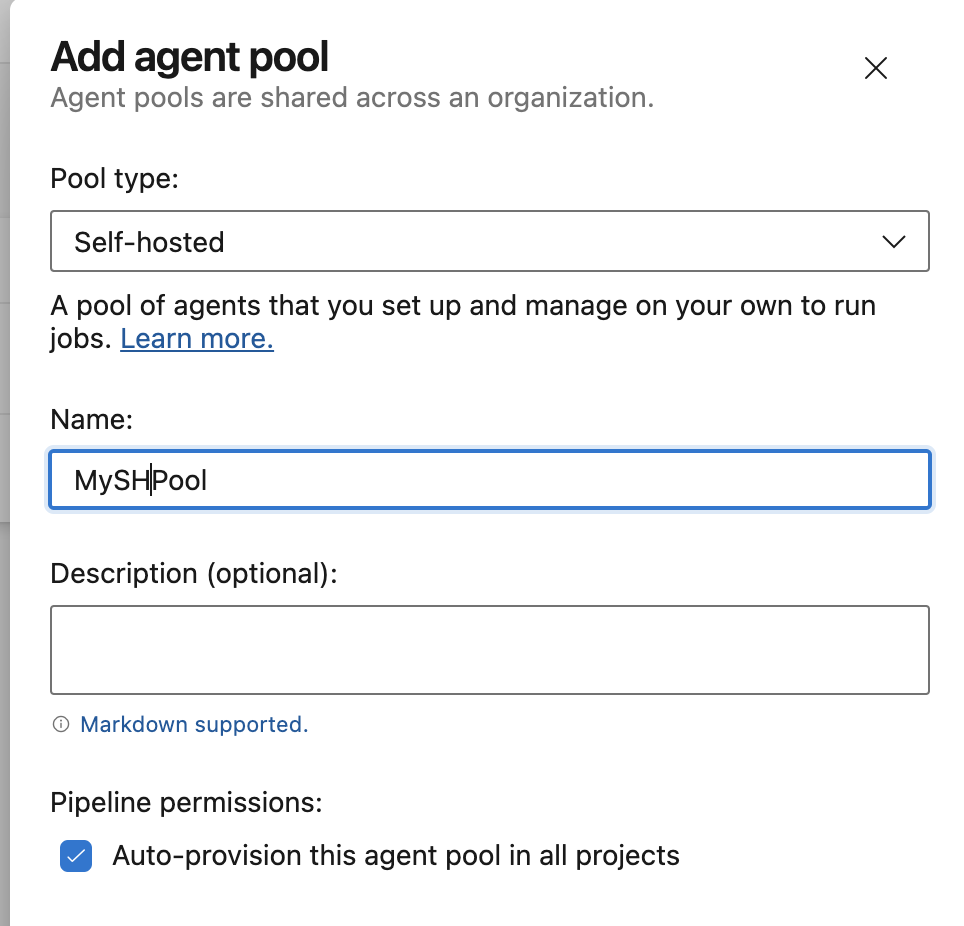 Add agent pool
Agent pools are shared across an organization.
Pool type:
Self-hosted
A pool of agents that you set up and manage on your own to run
jobs. Learn more.
Name:
MySHPool
Description (optional):
Markdown supported.
Pipeline permissions:
Auto-provision this agent pool in all projects